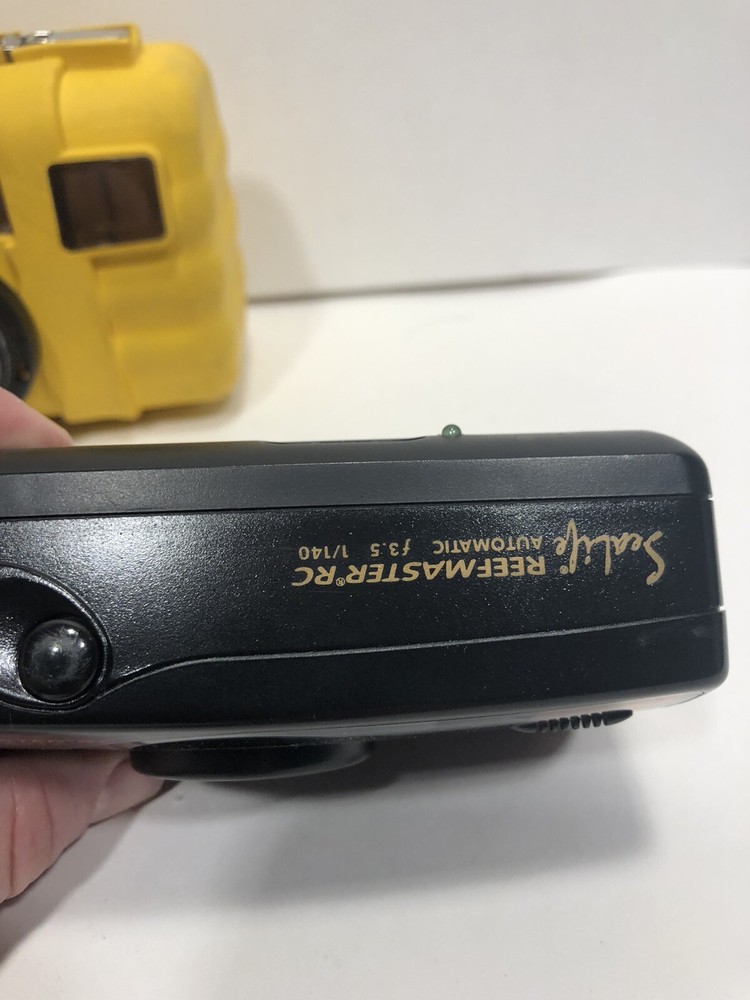 SeaLife AUTOMATIC f3.5 1/140
REEFMASTER® RC